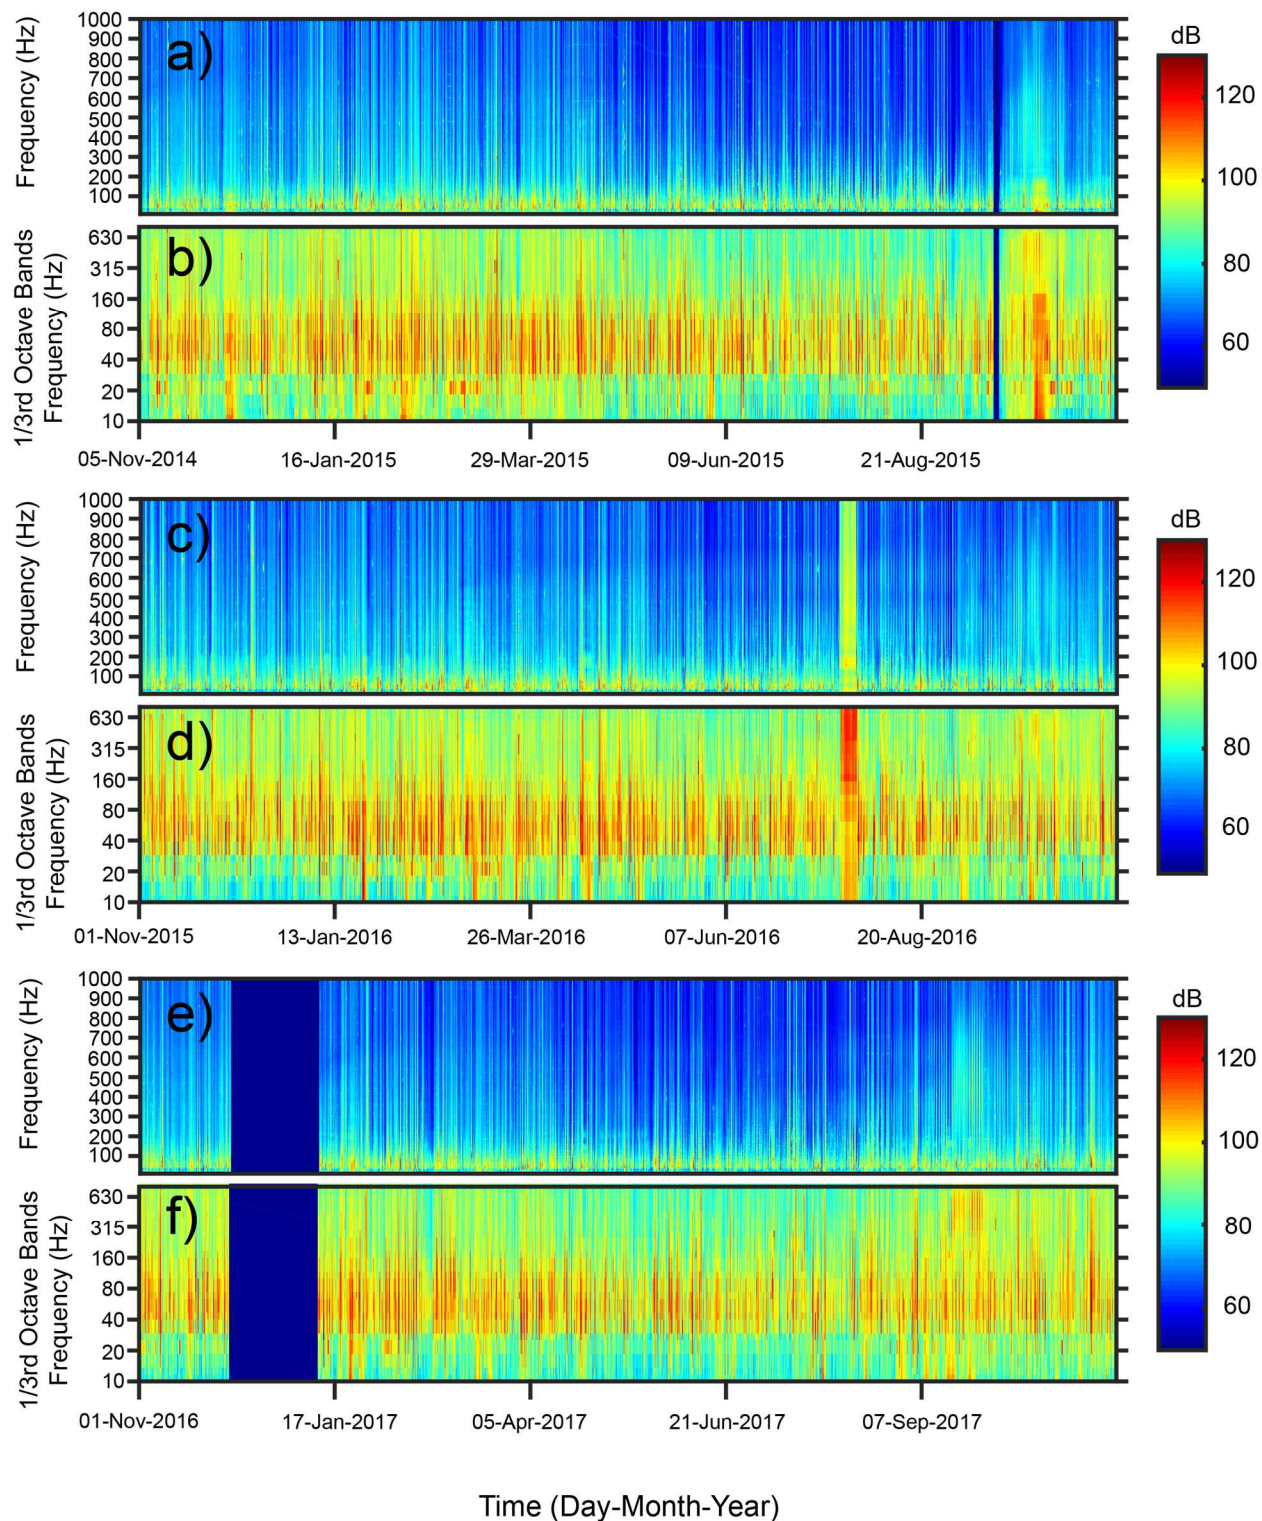 1000
900
800
700
600
500
400
300
200
100
Frequency (Hz)
a)
dB
120
100
80
60
630
315
160
80
40
20
10
1/3rd Octave Bands
Frequency (Hz)
b)
05-Nov-2014 16-Jan-2015 29-Mar-2015 09-Jun-2015 21-Aug-2015
1000
900
800
700
600
500
400
300
200
100
Frequency (Hz)
c)
dB
120
100
80
60
630
315
160
80
40
20
10
1/3rd Octave Bands
Frequency (Hz)
d)
01-Nov-2015 13-Jan-2016 26-Mar-2016 07-Jun-2016 20-Aug-2016
1000
900
800
700
600
500
400
300
200
100
Frequency (Hz)
e)
dB
120
100
80
60
630
315
160
80
40
20
10
1/3rd Octave Bands
Frequency (Hz)
f)
01-Nov-2016 17-Jan-2017 05-Apr-2017 21-Jun-2017 07-Sep-2017
Time (Day-Month-Year)